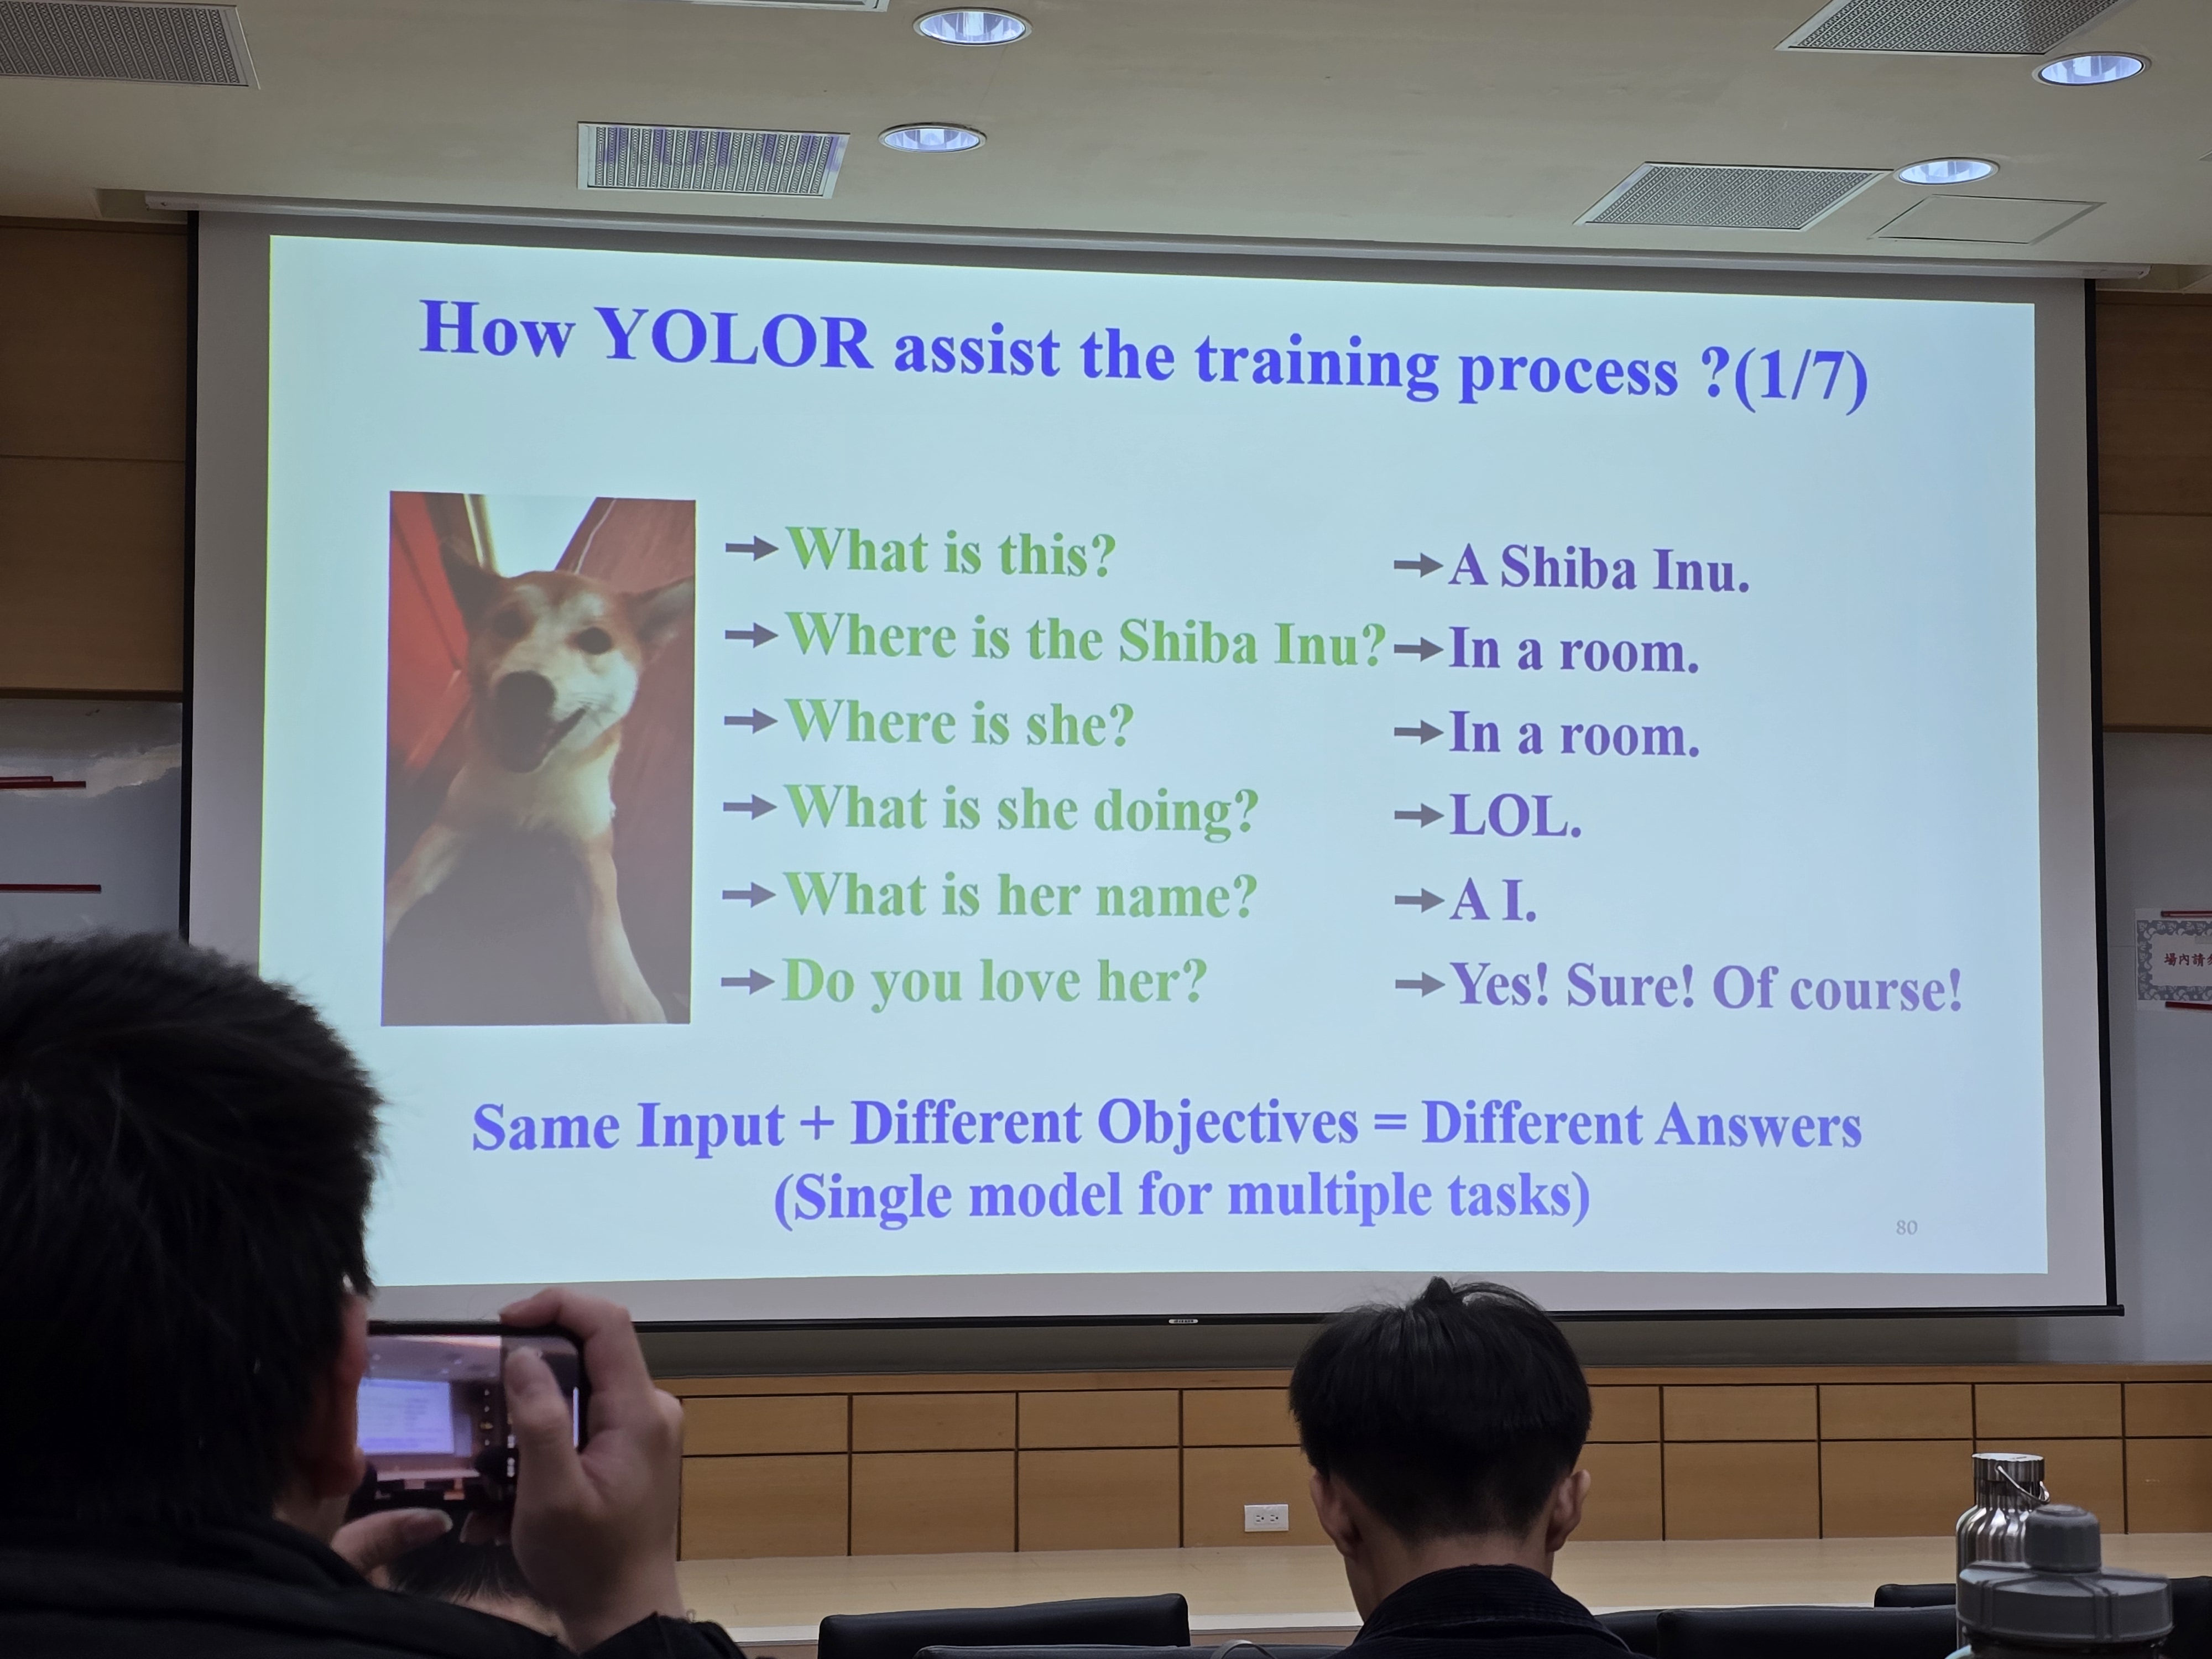 How YOLOR assist the training process ?(1/7)
→What is this? →A Shiba Inu.
→Where is the Shiba Inu? →In a room.
→Where is she? →In a room.
→What is she doing? →LOL.
→What is her name? →A I.
→Do you love her? →Yes! Sure! Of course!
Same Input + Different Objectives = Different Answers
(Single model for multiple tasks)
80
場內請